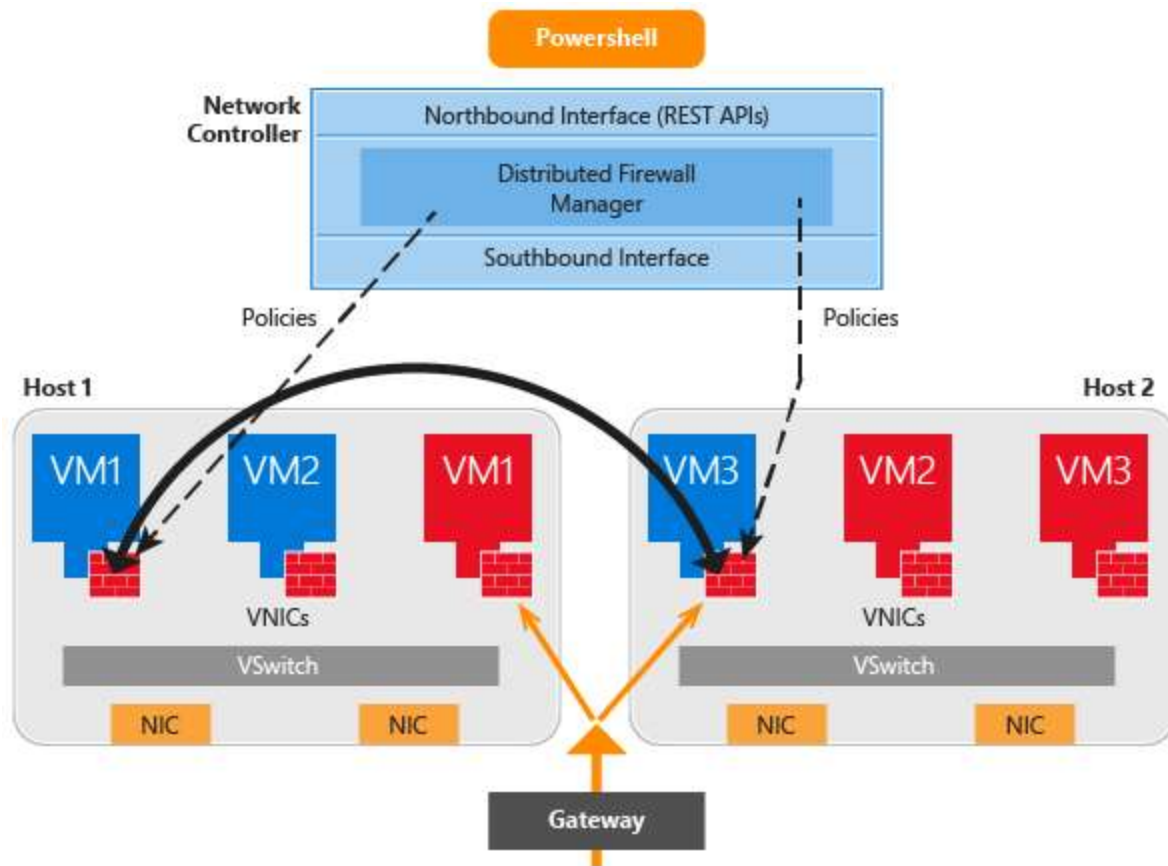 Powershell
Network
Controller
Northbound Interface (REST APIs)
Distributed Firewall
Manager
Southbound Interface
Policies
Policies
Host 1
Host 2
VM1
VM2
VM1
VM3
VM2
VM3
VNICs
VNICs
VSwitch
VSwitch
NIC
NIC
NIC
NIC
Gateway